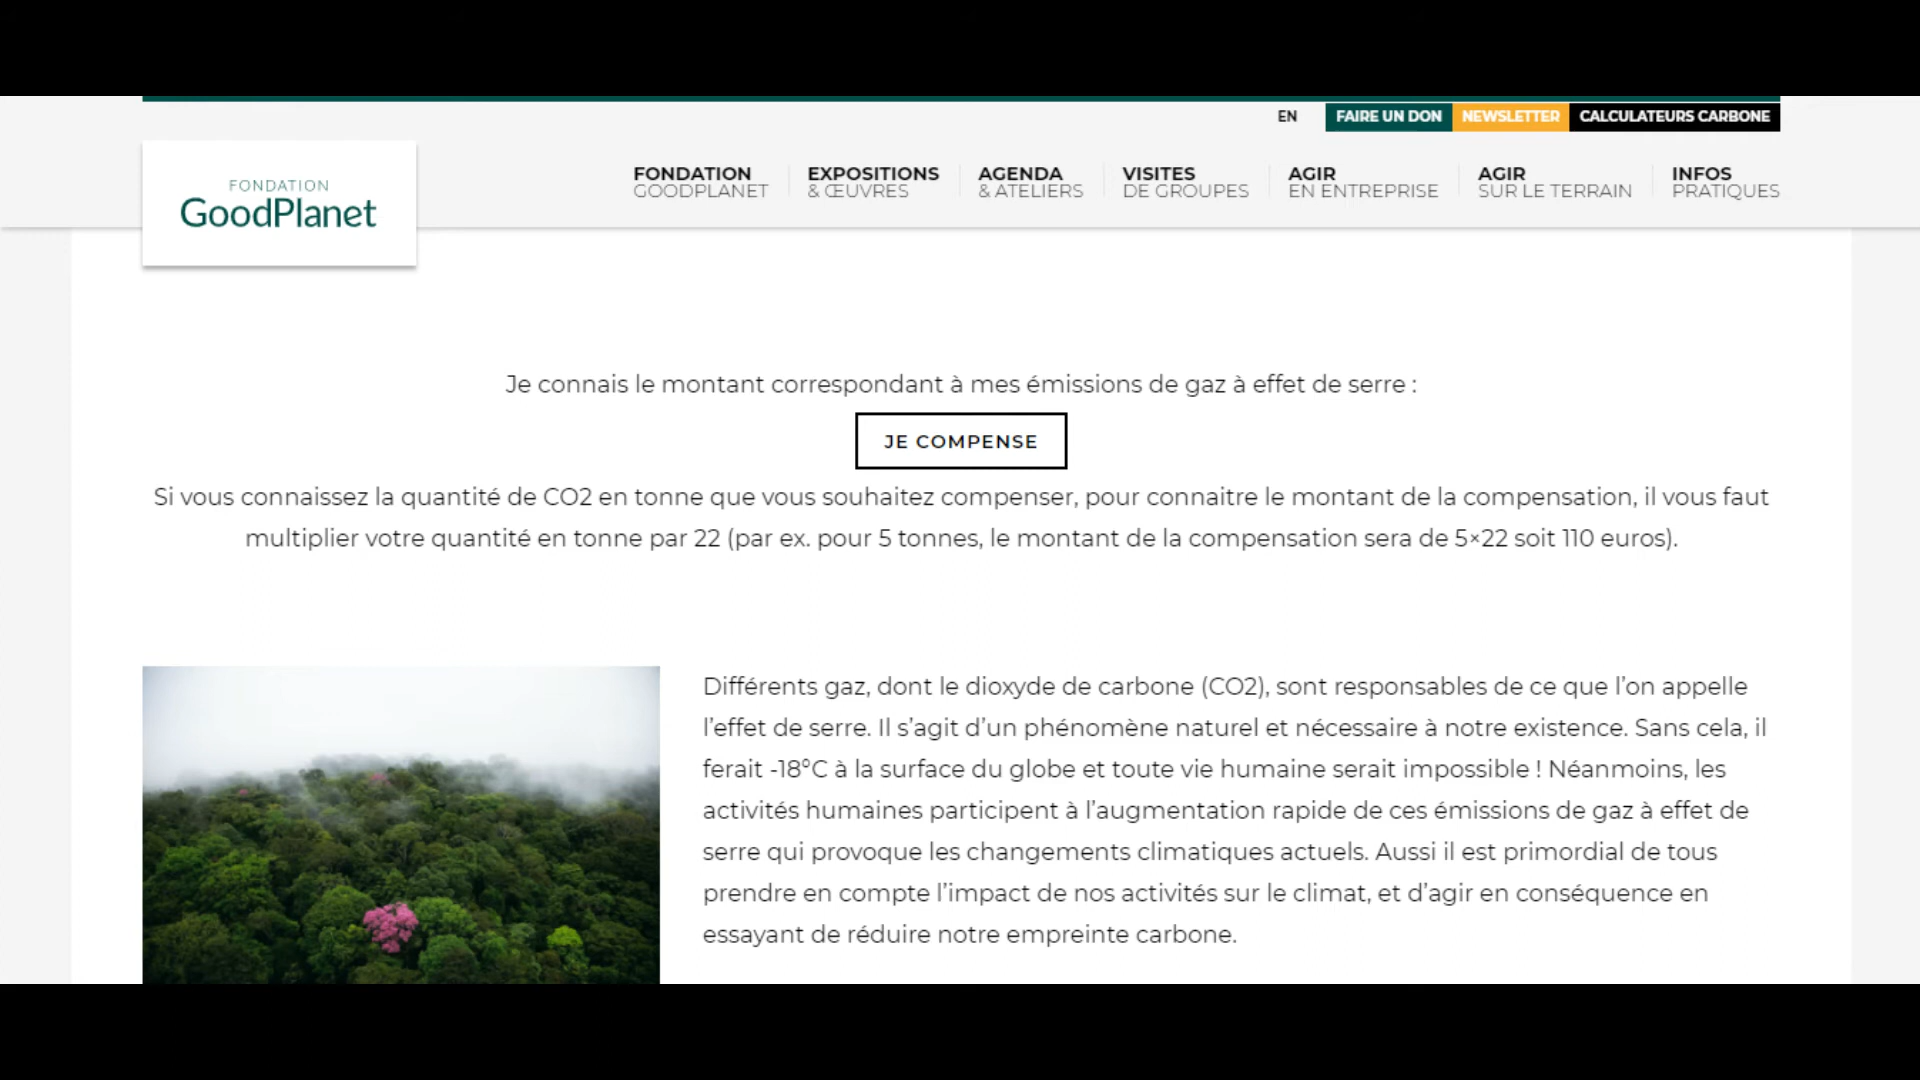 EN
FAIRE UN DON
NEWSLETTER
CALCULATEURS CARBONE
FONDATION
GoodPlanet
FONDATION
GOODPLANET
EXPOSITIONS
& ŒUVRES
AGENDA
& ATELIERS
VISITES
DE GROUPES
AGIR
EN ENTREPRISE
AGIR
SUR LE TERRAIN
INFOS
PRATIQUES
Je connais le montant correspondant à mes émissions de gaz à effet de serre :
JE COMPENSE
Si vous connaissez la quantité de CO2 en tonne que vous souhaitez compenser, pour connaitre le montant de la compensation, il vous faut
multiplier votre quantité en tonne par 22 (par ex. pour 5 tonnes, le montant de la compensation sera de 5×22 soit 110 euros).
Différents gaz, dont le dioxyde de carbone (CO2), sont responsables de ce que l’on appelle
l’effet de serre. Il s’agit d’un phénomène naturel et nécessaire à notre existence. Sans cela, il
ferait -18°C à la surface du globe et toute vie humaine serait impossible ! Néanmoins, les
activités humaines participent à l’augmentation rapide de ces émissions de gaz à effet de
serre qui provoque les changements climatiques actuels. Aussi il est primordial de tous
prendre en compte l’impact de nos activités sur le climat, et d’agir en conséquence en
essayant de réduire notre empreinte carbone.